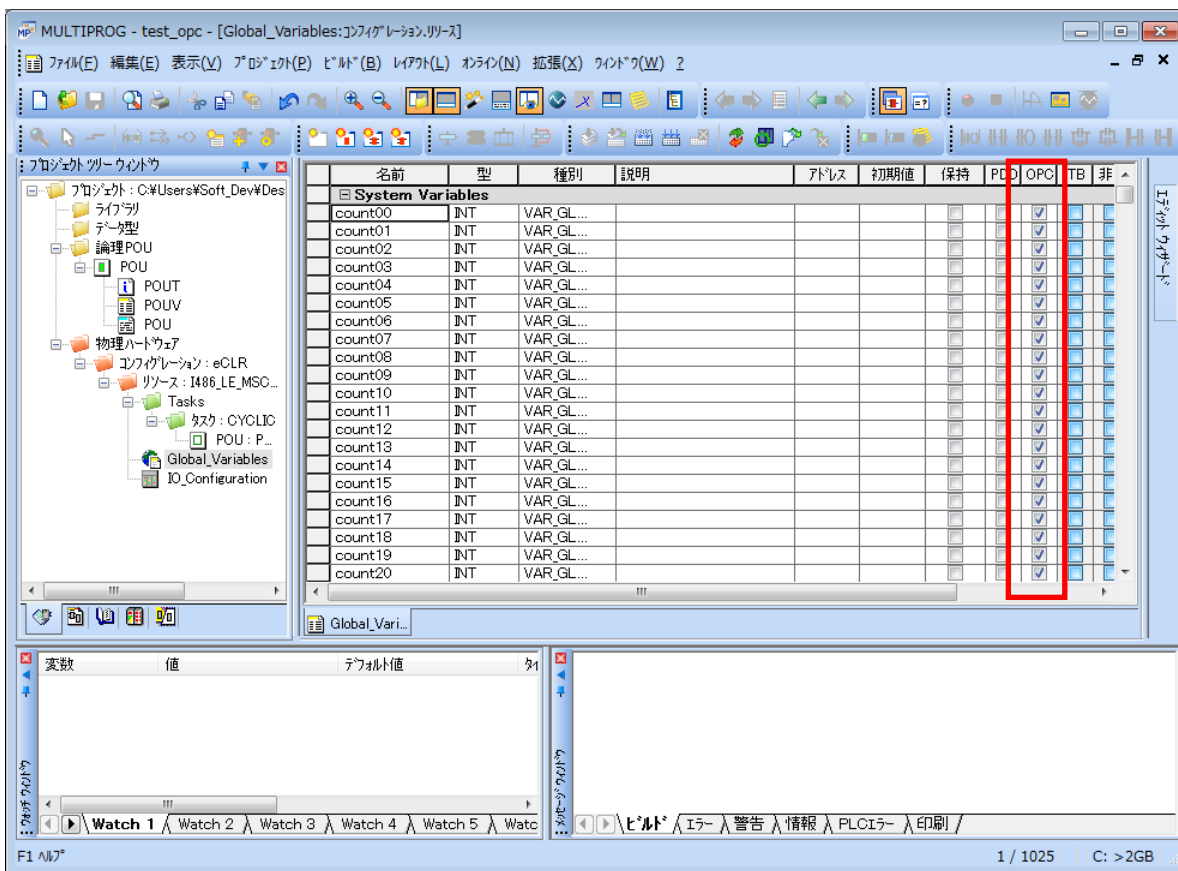 MULTIPROG - test_opc - [Global_Variables:ｺﾝﾌｨｸﾞﾚｰｼｮﾝ.ﾘｿｰｽ]
ﾌｧｲﾙ(F) 編集(E) 表示(V) ﾌﾟﾛｼﾞｪｸﾄ(P) ﾋﾞﾙﾄﾞ(B) ﾚｲｱｳﾄ(L) ｵﾝﾗｲﾝ(N) 拡張(X) ｳｨﾝﾄﾞｳ(W) ?
ﾌﾟﾛｼﾞｪｸﾄ ﾂﾘｰ ｳｨﾝﾄﾞｳ
ﾌﾟﾛｼﾞｪｸﾄ : C:¥Users¥Soft_Dev¥Des
ﾗｲﾌﾞﾗﾘ
ﾃﾞｰﾀ型
論理POU
POU
POUT
POUV
POU
物理ﾊｰﾄﾞｳｪｱ
ｺﾝﾌｨｸﾞﾚｰｼｮﾝ : eCLR
ﾘｿｰｽ : I486_LE_MSC...
Tasks
ﾀｽｸ : CYCLIC
POU : P...
Global_Variables
IO_Configuration
名前 型 種別 説明 ｱﾄﾞﾚｽ 初期値 保持 PDD OPC TB 非
System Variables
count00 INT VAR_GL...
count01 INT VAR_GL...
count02 INT VAR_GL...
count03 INT VAR_GL...
count04 INT VAR_GL...
count05 INT VAR_GL...
count06 INT VAR_GL...
count07 INT VAR_GL...
count08 INT VAR_GL...
count09 INT VAR_GL...
count10 INT VAR_GL...
count11 INT VAR_GL...
count12 INT VAR_GL...
count13 INT VAR_GL...
count14 INT VAR_GL...
count15 INT VAR_GL...
count16 INT VAR_GL...
count17 INT VAR_GL...
count18 INT VAR_GL...
count19 INT VAR_GL...
count20 INT VAR_GL...
Global_Vari...
ｴﾃﾞｨｯﾄ ｳｨｻﾞｰﾄﾞ
変数 値 ﾃﾞﾌｫﾙﾄ値 ﾀｲ
ｳｫｯﾁ ｳｨﾝﾄﾞｳ
Watch 1 Watch 2 Watch 3 Watch 4 Watch 5 Watc
ﾒｯｾｰｼﾞ ｳｨﾝﾄﾞｳ
ﾋﾞﾙﾄﾞ ｴﾗｰ 警告 情報 PLCｴﾗｰ 印刷
F1 ﾍﾙﾌﾟ 1 / 1025 C: >2GB